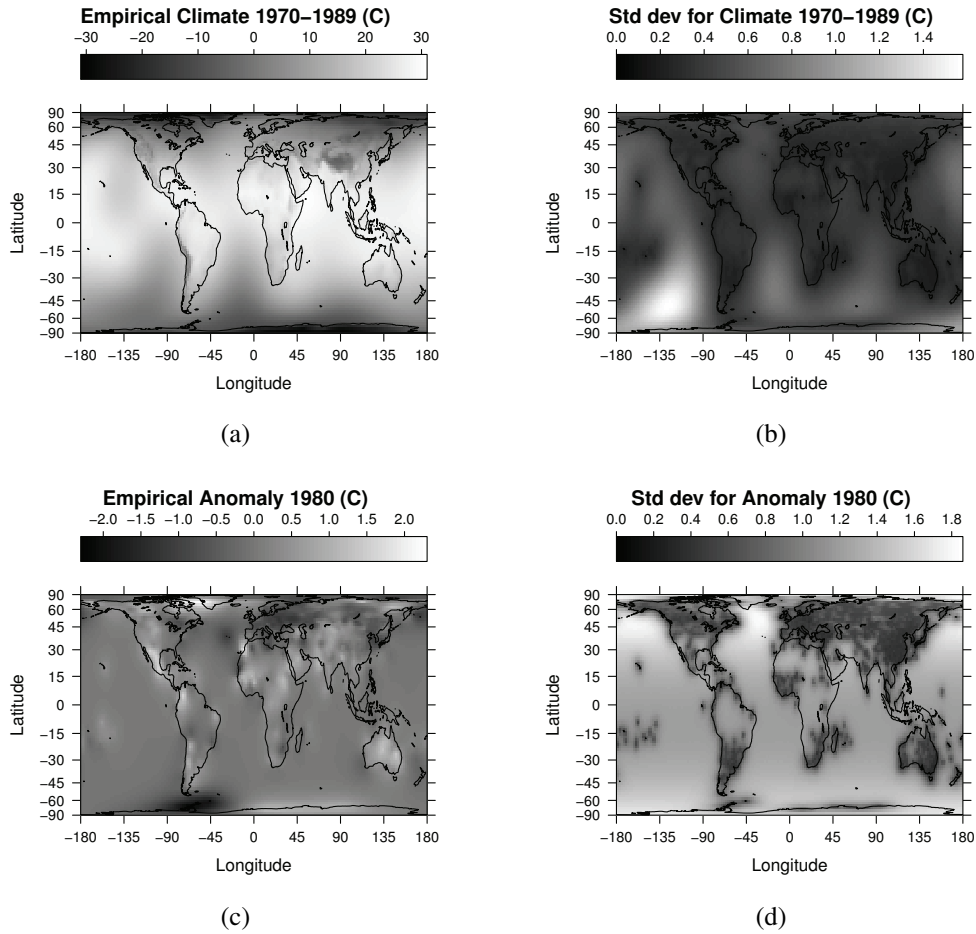 Empirical Climate 1970−1989 (C)
−30 −20 −10 0 10 20 30
90
60
45
30
15
0
−15
−30
−45
−60
−90
Latitude
−180 −135 −90 −45 0 45 90 135 180
Longitude
(a)
Std dev for Climate 1970−1989 (C)
0.0 0.2 0.4 0.6 0.8 1.0 1.2 1.4
90
60
45
30
15
0
−15
−30
−45
−60
−90
Latitude
−180 −135 −90 −45 0 45 90 135 180
Longitude
(b)
Empirical Anomaly 1980 (C)
−2.0 −1.5 −1.0 −0.5 0.0 0.5 1.0 1.5 2.0
90
60
45
30
15
0
−15
−30
−45
−60
−90
Latitude
−180 −135 −90 −45 0 45 90 135 180
Longitude
(c)
Std dev for Anomaly 1980 (C)
0.0 0.2 0.4 0.6 0.8 1.0 1.2 1.4 1.6 1.8
90
60
45
30
15
0
−15
−30
−45
−60
−90
Latitude
−180 −135 −90 −45 0 45 90 135 180
Longitude
(d)